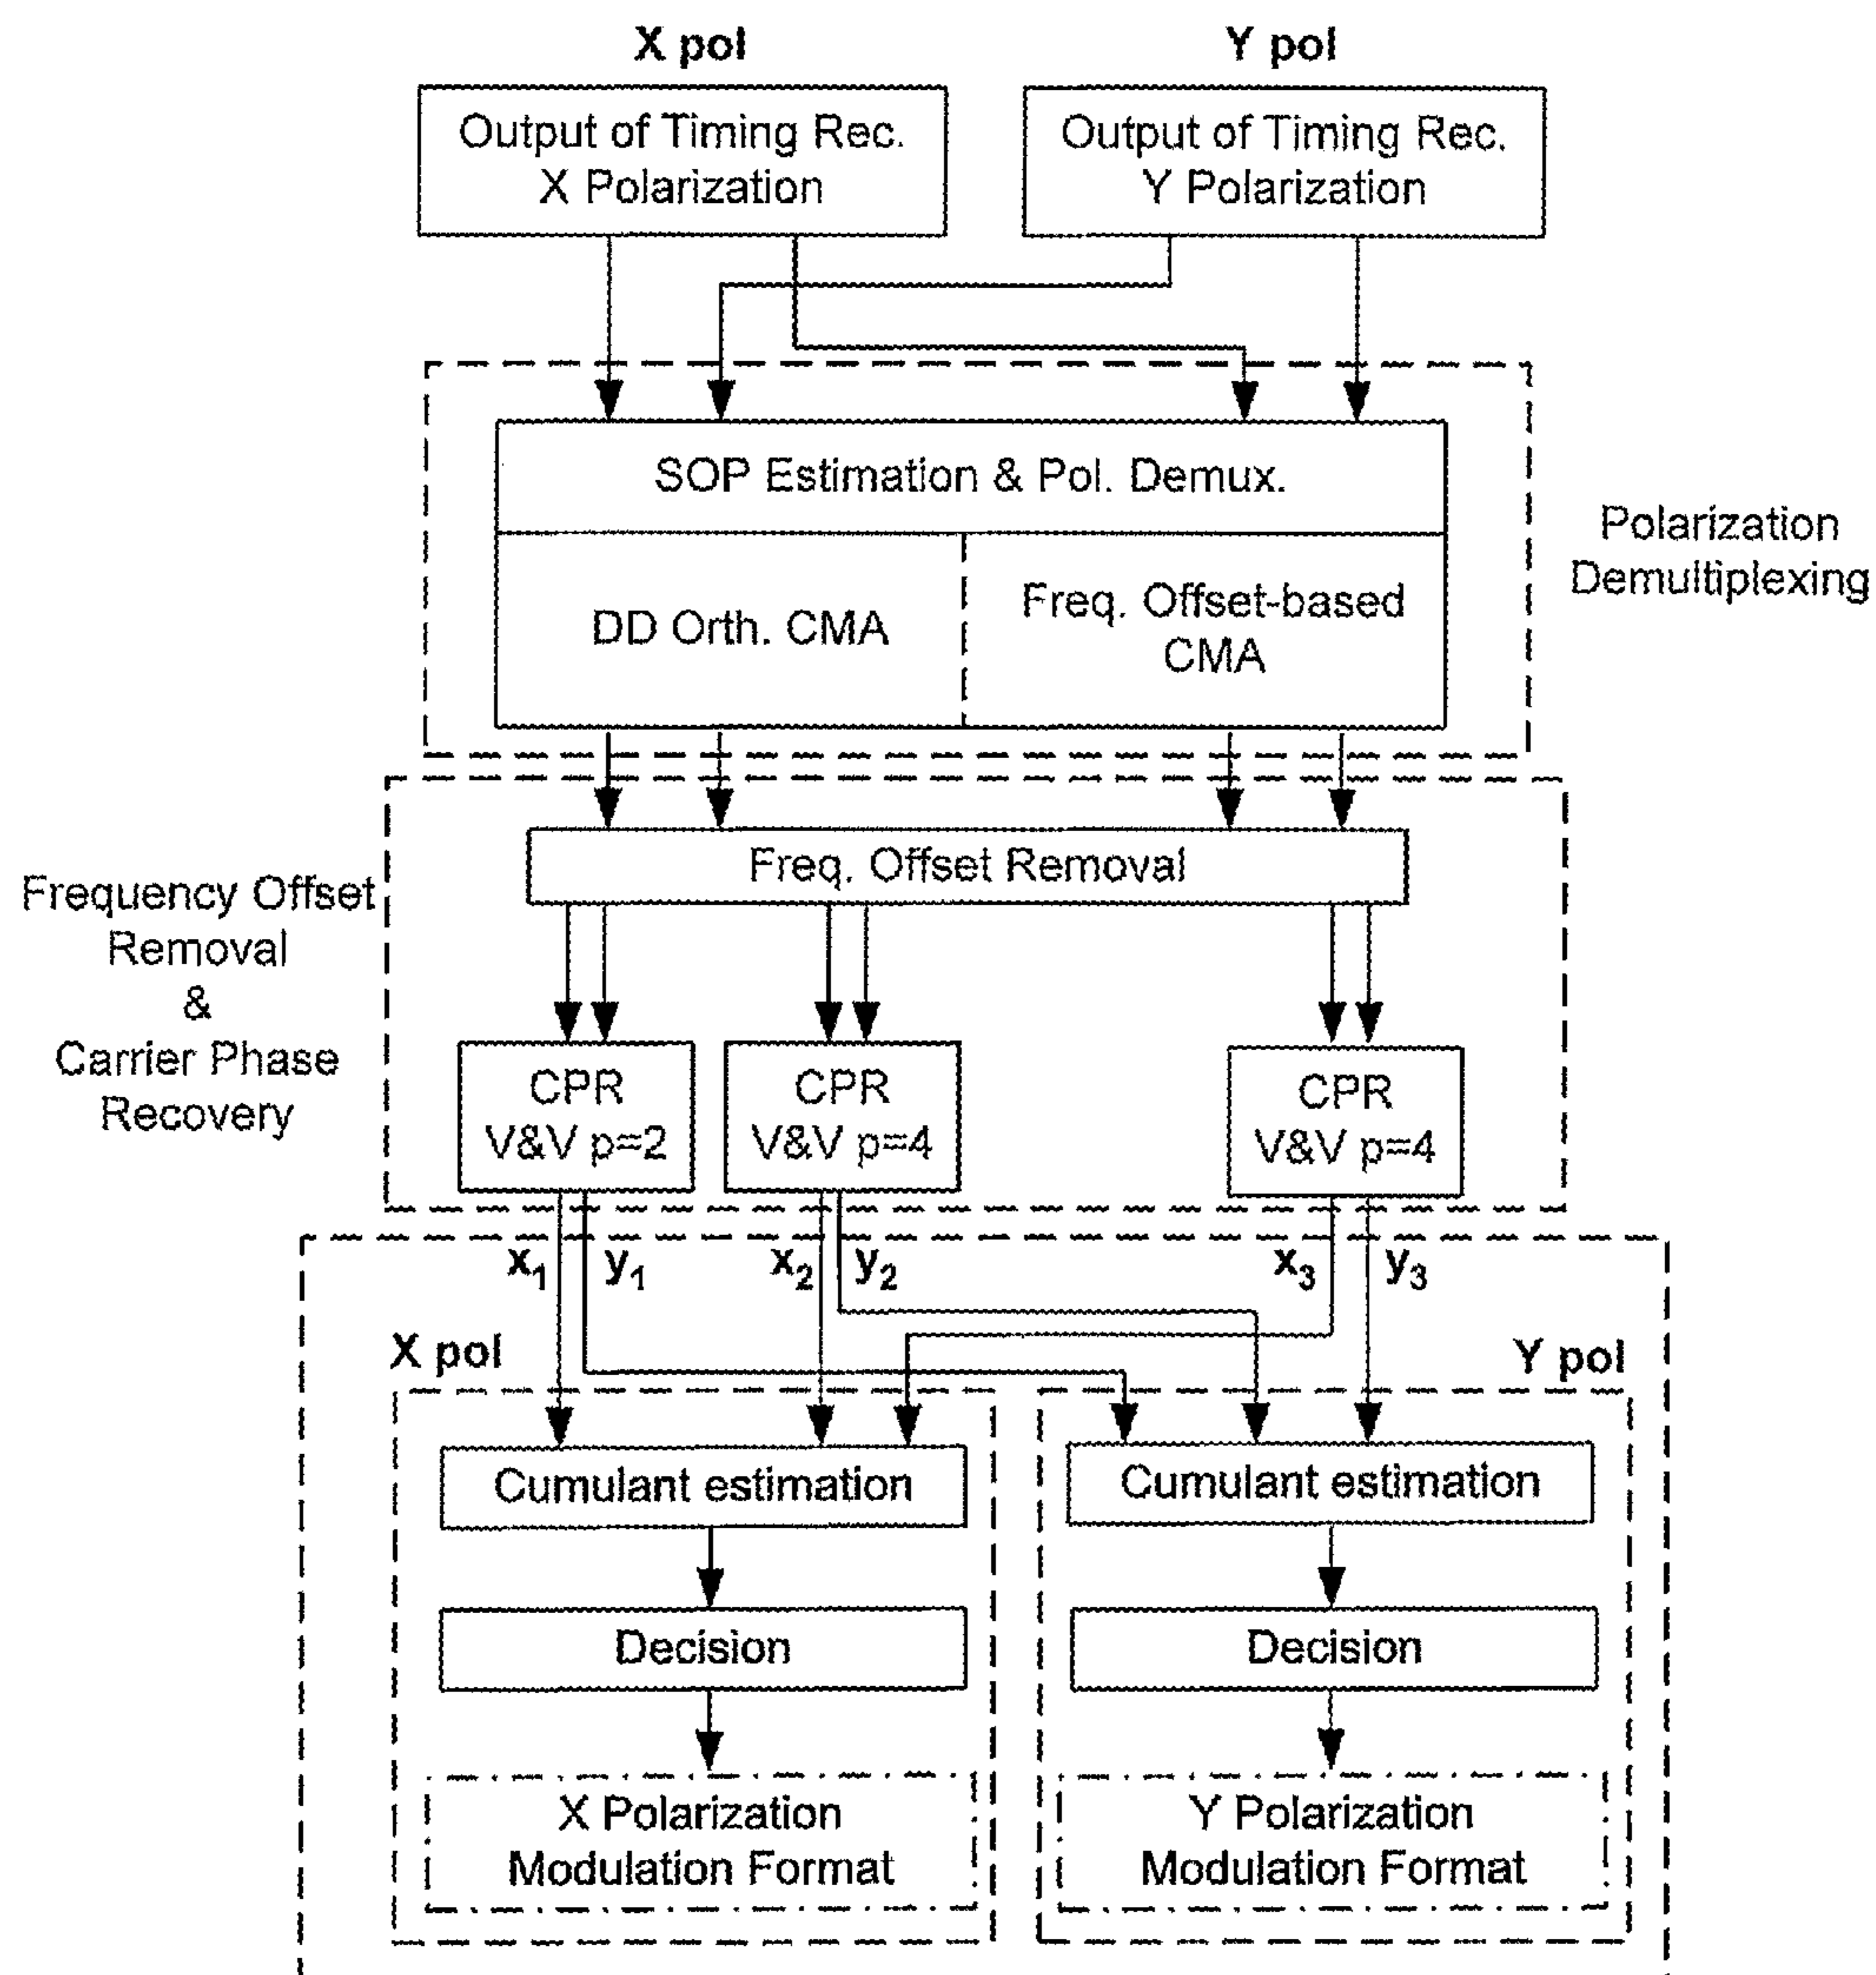 X pol
Y pol
Output of Timing Rec.
X Polarization
Output of Timing Rec.
Y Polarization
SOP Estimation & Pol. Demux.
DD Orth. CMA
Freq. Offset-based
CMA
Polarization
Demultiplexing
Freq. Offset Removal
Frequency Offset
Removal
&
Carrier Phase
Recovery
CPR
V&V p=2
CPR
V&V p=4
CPR
V&V p=4
x1
y1
x2
y2
x3
y3
X pol
Y pol
Cumulant estimation
Cumulant estimation
Decision
Decision
X Polarization
Modulation Format
Y Polarization
Modulation Format